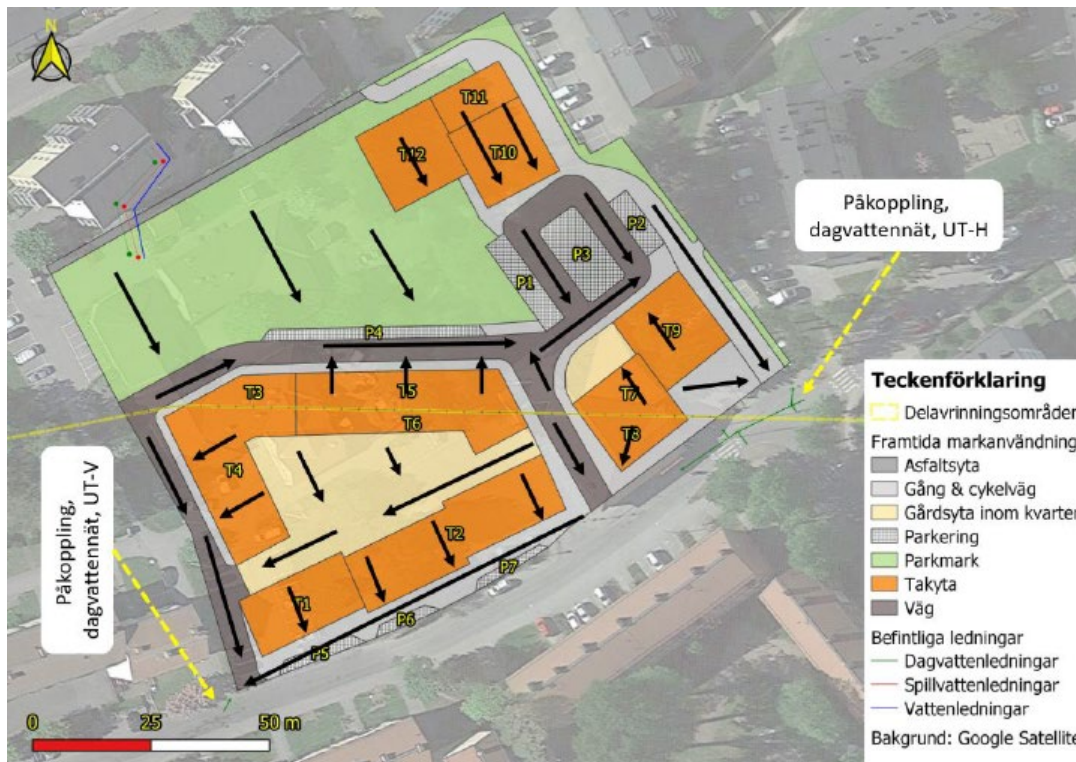 N
T11
T12
T10
Påkoppling,
dagvattennät, UT-H
P2
P3
P1
P4
T9
T3
T5
T7
T6
T8
T4
Påkoppling,
dagvattennät, UT-V
T2
P7
T1
P6
P5
0
25
50 m
Teckenförklaring
Delavrinningsområden
Framtida markanvändning
Asfaltsyta
Gång & cykelväg
Gårdsyta inom kvarter
Parkering
Parkmark
Takyta
Väg
Befintliga ledningar
Dagvattenledningar
Spillvattenledningar
Vattenledningar
Bakgrund: Google Satellite